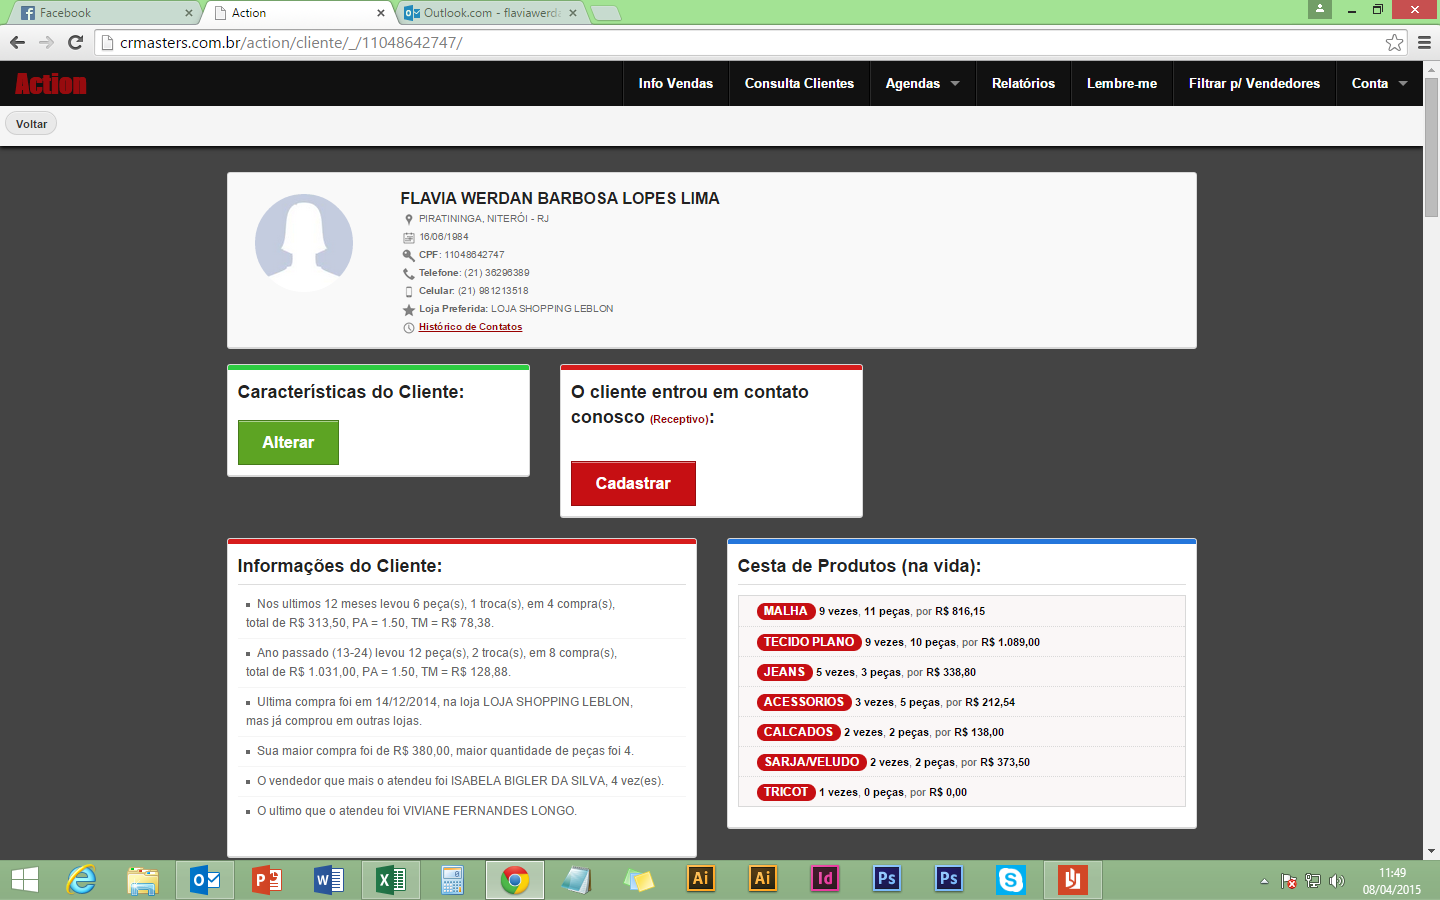 Facebook
Action
Outlook.com - flaviawerda
crmasters.com.br/action/cliente/_/11048642747/
Action
Info Vendas
Consulta Clientes
Agendas
Relatórios
Lembre-me
Filtrar p/ Vendedores
Conta
Voltar
FLAVIA WERDAN BARBOSA LOPES LIMA
PIRATININGA, NITERÓI - RJ
16/06/1984
CPF: 11048642747
Telefone: (21) 36296389
Celular: (21) 981213518
Loja Preferida: LOJA SHOPPING LEBLON
Histórico de Contatos
Características do Cliente:
Alterar
O cliente entrou em contato
conosco (Receptivo):
Cadastrar
Informações do Cliente:
Nos ultimos 12 meses levou 6 peça(s), 1 troca(s), em 4 compra(s),
total de R$ 313,50, PA = 1.50, TM = R$ 78,38.
Ano passado (13-24) levou 12 peça(s), 2 troca(s), em 8 compra(s),
total de R$ 1.031,00, PA = 1.50, TM = R$ 128,88.
Ultima compra foi em 14/12/2014, na loja LOJA SHOPPING LEBLON,
mas já comprou em outras lojas.
Sua maior compra foi de R$ 380,00, maior quantidade de peças foi 4.
O vendedor que mais o atendeu foi ISABELA BIGLER DA SILVA, 4 vez(es).
O ultimo que o atendeu foi VIVIANE FERNANDES LONGO.
Cesta de Produtos (na vida):
MALHA 9 vezes, 11 peças, por R$ 816,15
TECIDO PLANO 9 vezes, 10 peças, por R$ 1.089,00
JEANS 5 vezes, 3 peças, por R$ 338,80
ACESSORIOS 3 vezes, 5 peças, por R$ 212,54
CALCADOS 2 vezes, 2 peças, por R$ 138,00
SARJA/VELUDO 2 vezes, 2 peças, por R$ 373,50
TRICOT 1 vezes, 0 peças, por R$ 0,00
Ai
Ai
Id
Ps
Ps
11:49
08/04/2015